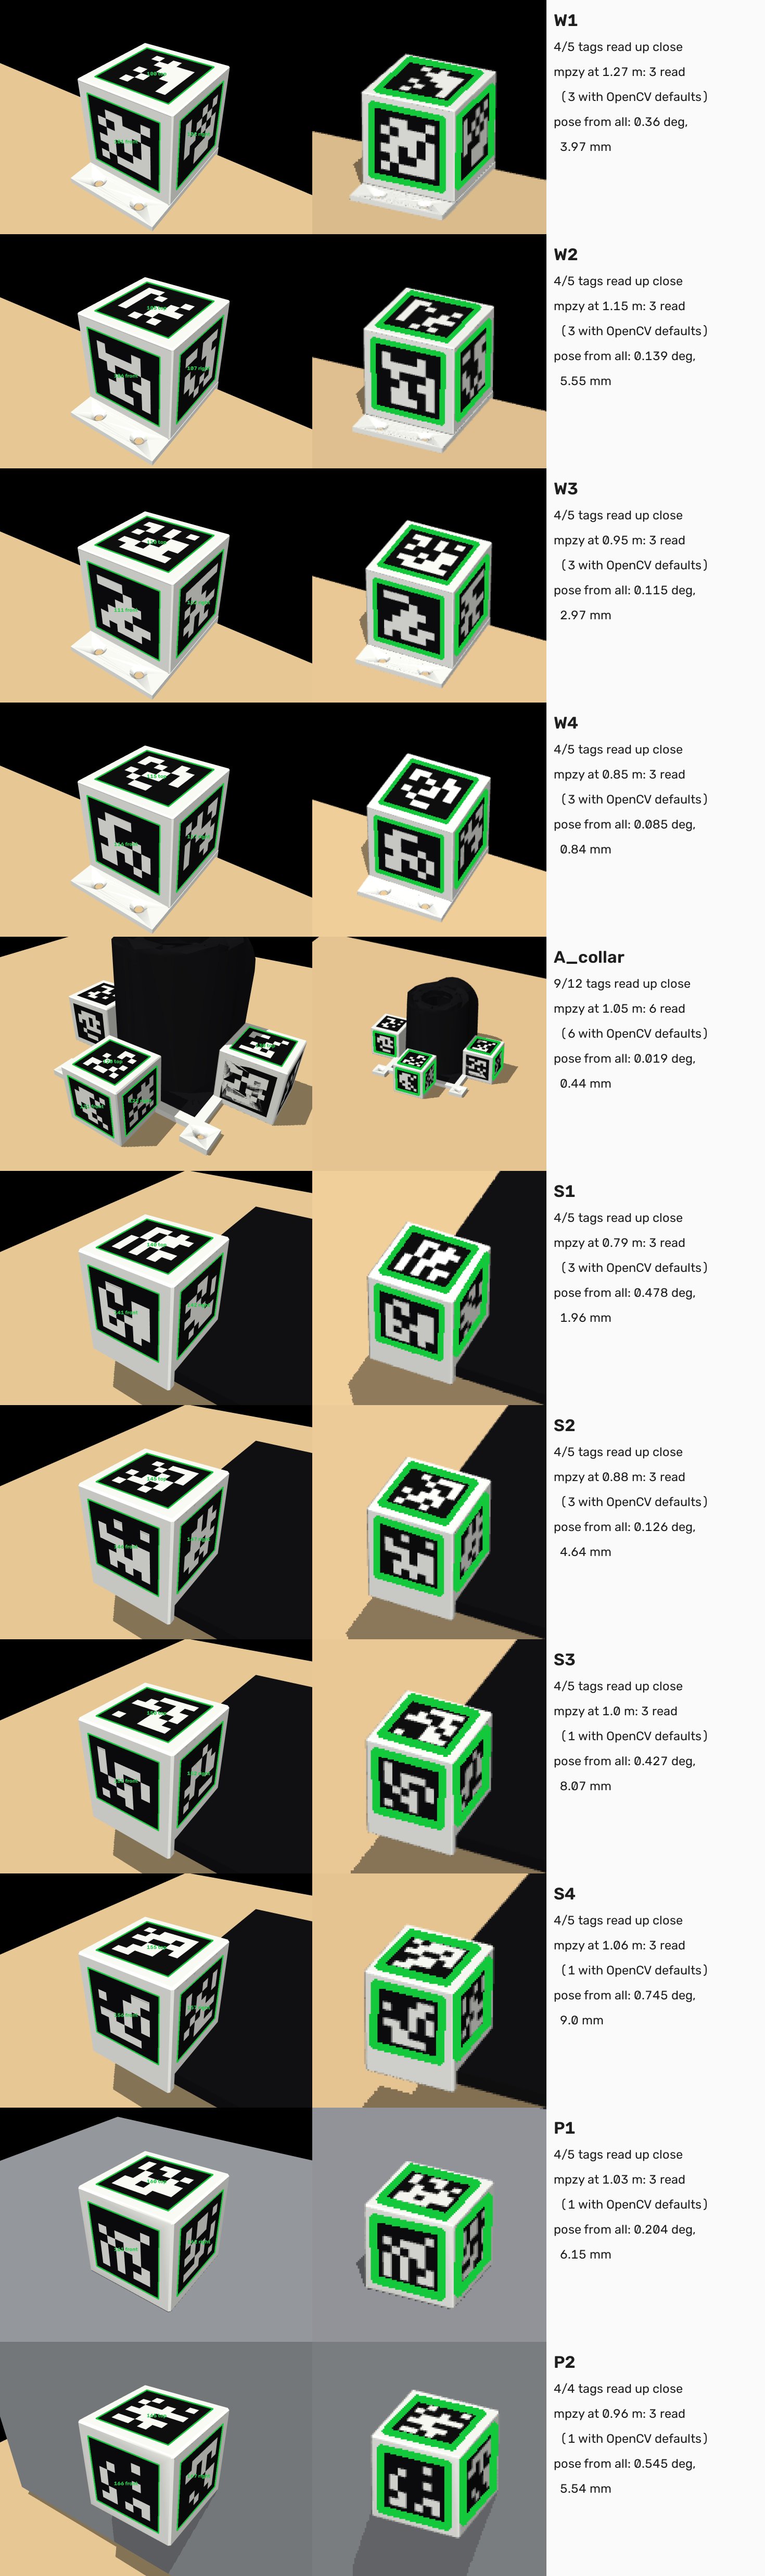 W1
4/5 tags read up close
mpzy at 1.27 m: 3 read
(3 with OpenCV defaults)
pose from all: 0.36 deg,
3.97 mm
W2
4/5 tags read up close
mpzy at 1.15 m: 3 read
(3 with OpenCV defaults)
pose from all: 0.139 deg,
5.55 mm
W3
4/5 tags read up close
mpzy at 0.95 m: 3 read
(3 with OpenCV defaults)
pose from all: 0.115 deg,
2.97 mm
W4
4/5 tags read up close
mpzy at 0.85 m: 3 read
(3 with OpenCV defaults)
pose from all: 0.085 deg,
0.84 mm
A_collar
9/12 tags read up close
mpzy at 1.05 m: 6 read
(6 with OpenCV defaults)
pose from all: 0.019 deg,
0.44 mm
S1
4/5 tags read up close
mpzy at 0.79 m: 3 read
(3 with OpenCV defaults)
pose from all: 0.478 deg,
1.96 mm
S2
4/5 tags read up close
mpzy at 0.88 m: 3 read
(3 with OpenCV defaults)
pose from all: 0.126 deg,
4.64 mm
S3
4/5 tags read up close
mpzy at 1.0 m: 3 read
(1 with OpenCV defaults)
pose from all: 0.427 deg,
8.07 mm
S4
4/5 tags read up close
mpzy at 1.06 m: 3 read
(1 with OpenCV defaults)
pose from all: 0.745 deg,
9.0 mm
P1
4/5 tags read up close
mpzy at 1.03 m: 3 read
(1 with OpenCV defaults)
pose from all: 0.204 deg,
6.15 mm
P2
4/4 tags read up close
mpzy at 0.96 m: 3 read
(1 with OpenCV defaults)
pose from all: 0.545 deg,
5.54 mm
166 front